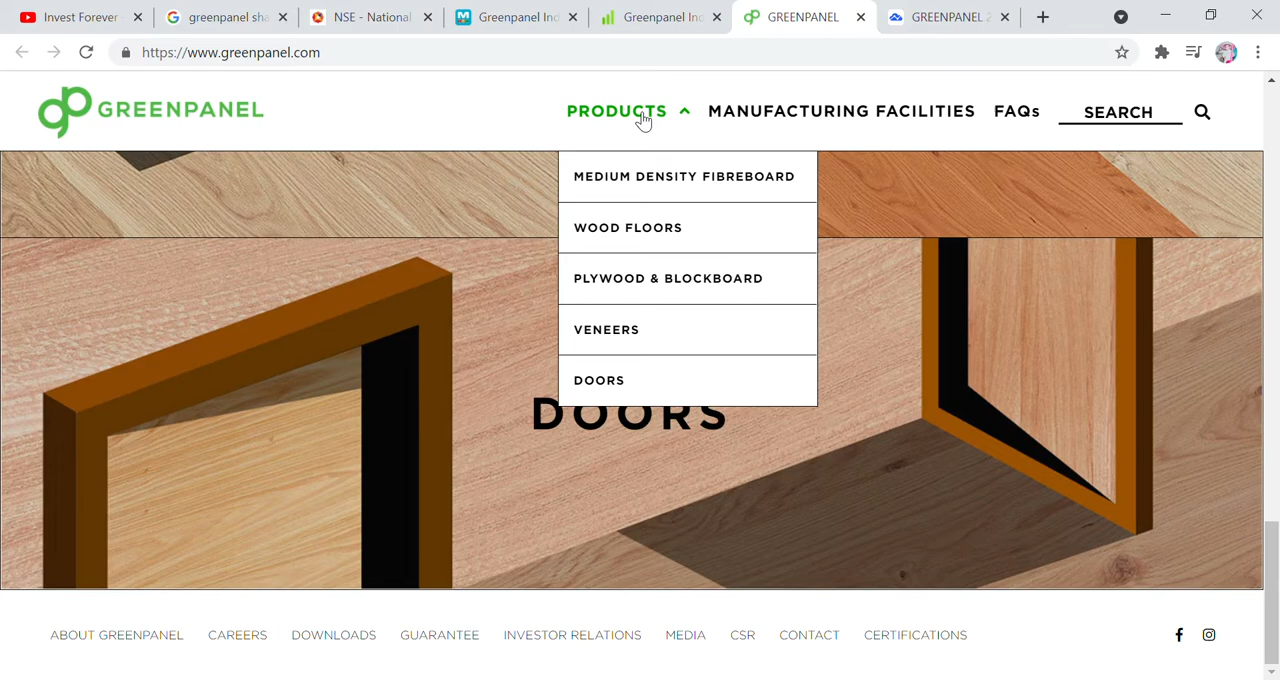 Invest Forever
greenpanel sha
NSE - National
Greenpanel Ind
Greenpanel Ind
GREENPANEL
GREENPANEL 2
https://www.greenpanel.com
GREENPANEL
PRODUCTS
MANUFACTURING FACILITIES
FAQs
SEARCH
MEDIUM DENSITY FIBREBOARD
WOOD FLOORS
PLYWOOD & BLOCKBOARD
VENEERS
DOORS
DOORS
ABOUT GREENPANEL
CAREERS
DOWNLOADS
GUARANTEE
INVESTOR RELATIONS
MEDIA
CSR
CONTACT
CERTIFICATIONS